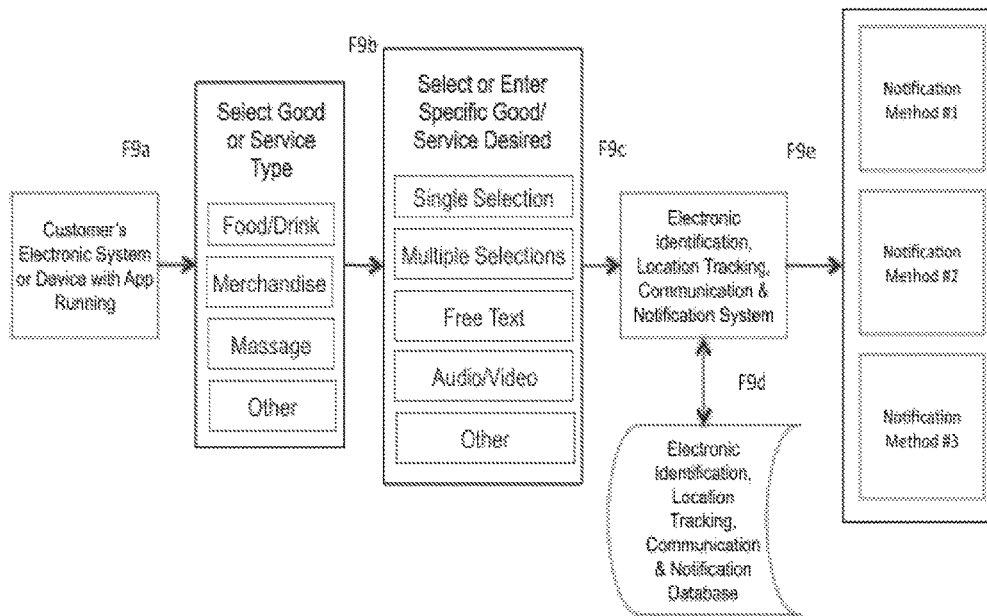 F9a
Customer's
Electronic System
or Device with App
Running
Select Good
or Service
Type
Food/Drink
Merchandise
Massage
Other
F9b
Select or Enter
Specific Good/
Service Desired
Single Selection
Multiple Selections
Free Text
Audio/Video
Other
F9c
Electronic
Identification,
Location Tracking,
Communication &
Notification System
F9d
Electronic
Identification,
Location
Tracking,
Communication
& Notification
Database
F9e
Notification
Method #1
Notification
Method #2
Notification
Method #3